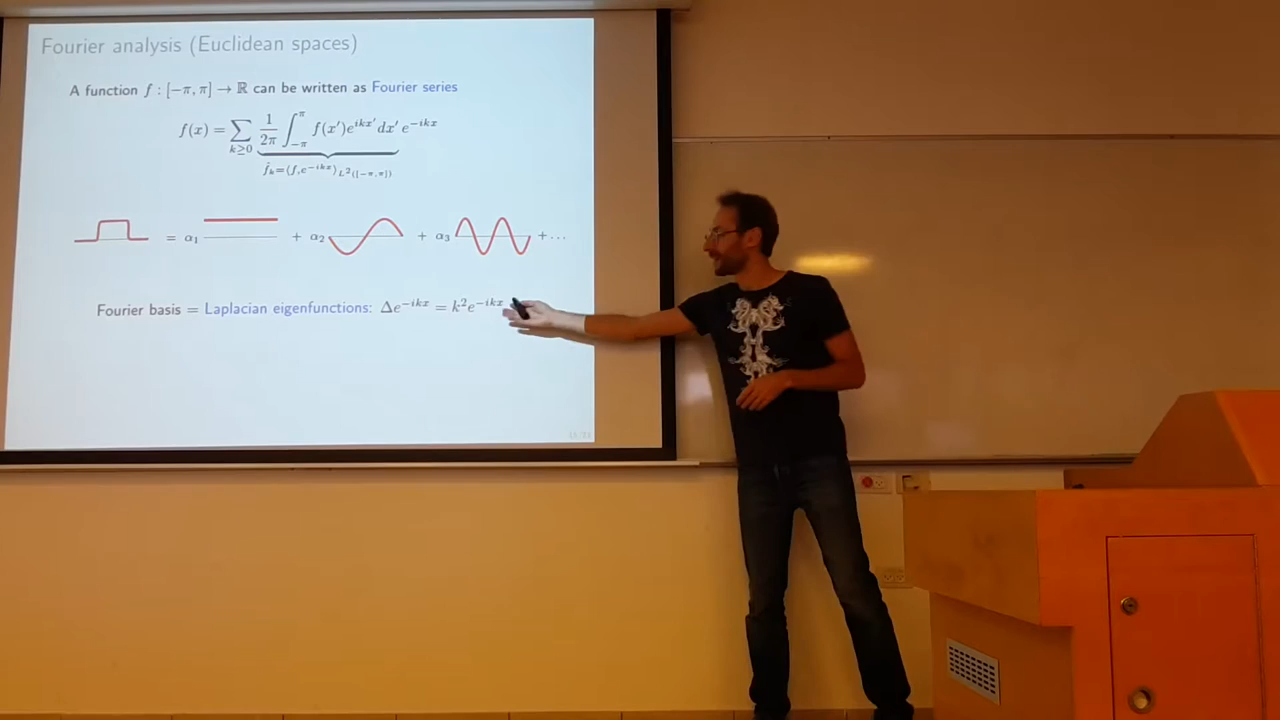 Fourier analysis (Euclidean spaces)
A function f : [−π, π] → ℝ can be written as Fourier series
f(x) = ∑_{k≥0} \frac{1}{2π} ∫_{−π}^{π} f(x′)e^{ikx′}dx′ e^{−ikx}
f̂_k=⟨f,e^{−ikx}⟩_{L²([−π,π])}
= α₁ + α₂ + α₃ + ⋯
Fourier basis = Laplacian eigenfunctions: Δe^{−ikx} = k²e^{−ikx}